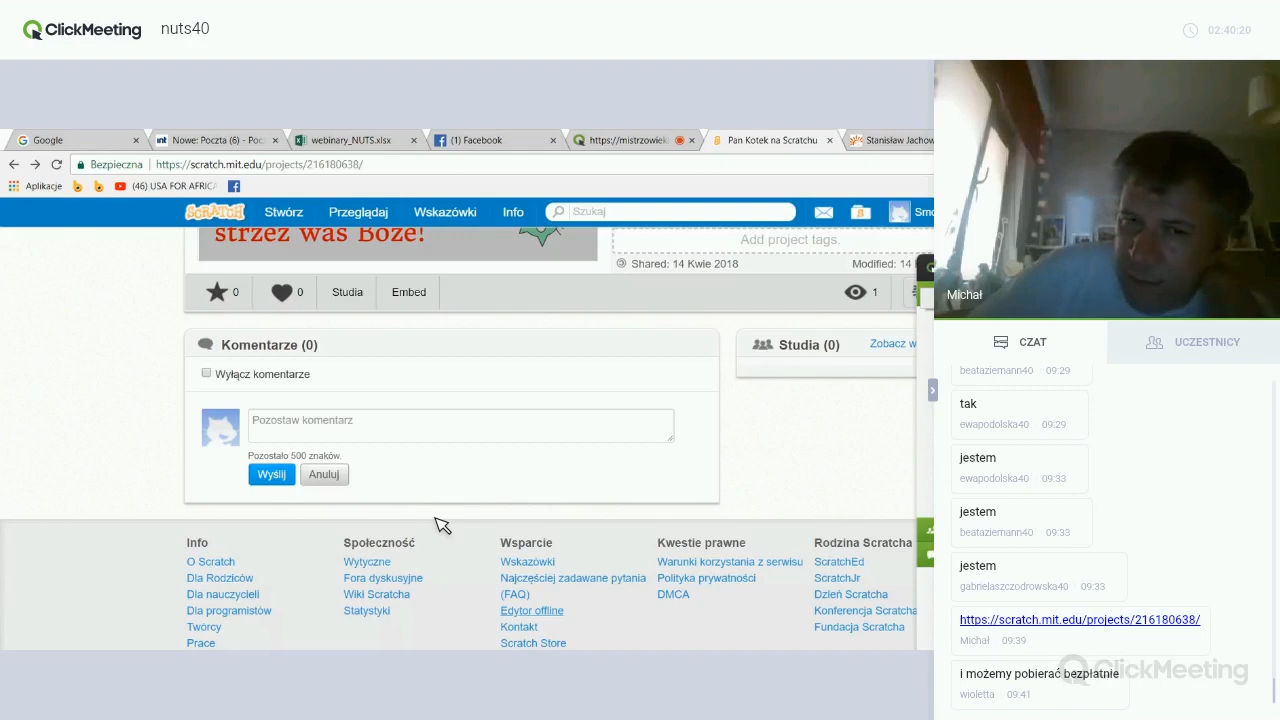 ClickMeeting
nuts40
02:40:20
Google
Nowe: Poczta (6) - Poc
webinary_NUTS.xlsx
(1) Facebook
https://mistrzowieki
Pan Kotek na Scratchu
Stanisław Jachow
Bezpieczna
https://scratch.mit.edu/projects/216180638/
Aplikacje
(46) USA FOR AFRICA
SCRATCH
Stwórz
Przeglądaj
Wskazówki
Info
Szukaj
Smo
strzeż was Boże!
Add project tags.
Shared: 14 Kwie 2018
Modified: 14
0
0
Studia
Embed
1
Komentarze (0)
Wyłącz komentarze
Pozostaw komentarz
Pozostało 500 znaków.
Wyślij
Anuluj
Studia (0)
Zobacz w
Info
O Scratch
Dla Rodziców
Dla nauczycieli
Dla programistów
Twórcy
Prace
Społeczność
Wytyczne
Fora dyskusyjne
Wiki Scratcha
Statystyki
Wsparcie
Wskazówki
Najczęściej zadawane pytania
(FAQ)
Edytor offline
Kontakt
Scratch Store
Kwestie prawne
Warunki korzystania z serwisu
Polityka prywatności
DMCA
Rodzina Scratcha
ScratchEd
ScratchJr
Dzień Scratcha
Konferencja Scratcha
Fundacja Scratcha
Michał
CZAT
UCZESTNICY
beataziemann40 09:29
tak
ewapodolska40 09:29
jestem
ewapodolska40 09:33
jestem
beataziemann40 09:33
jestem
gabrielaszczodrowska40 09:33
https://scratch.mit.edu/projects/216180638/
Michał 09:39
i możemy pobierać bezpłatnie
wioletta 09:41
ClickMeeting